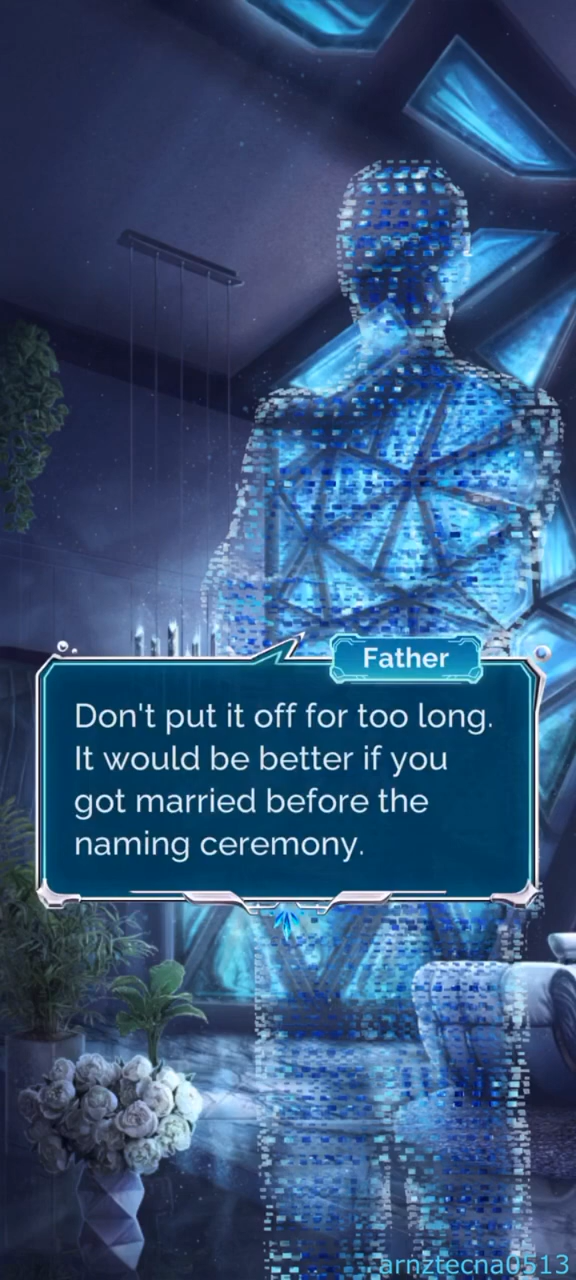 Father
Don't put it off for too long.
It would be better if you
got married before the
naming ceremony.
arnztecna0513